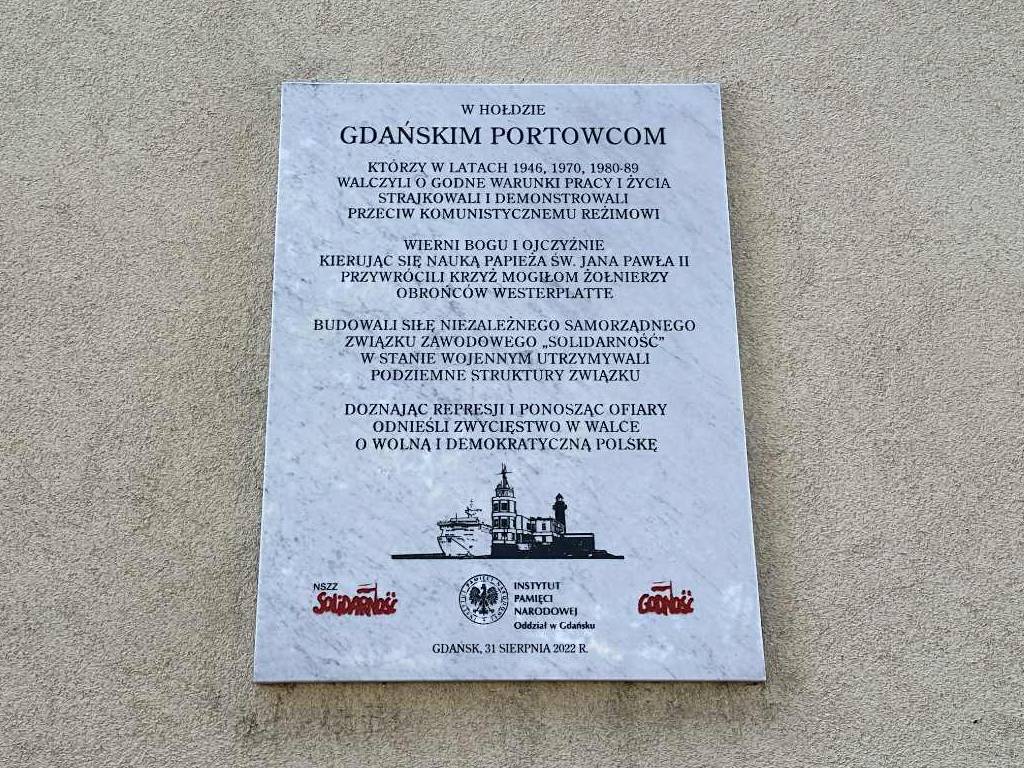 W HOŁDZIE
GDAŃSKIM PORTOWCOM
KTÓRZY W LATACH 1946, 1970, 1980-89
WALCZYLI O GODNE WARUNKI PRACY I ŻYCIA
STRAJKOWALI I DEMONSTROWALI
PRZECIW KOMUNISTYCZNEMU REŻIMOWI
WIERNI BOGU I OJCZYŹNIE
KIERUJĄC SIĘ NAUKĄ PAPIEŻA ŚW. JANA PAWŁA II
PRZYWRÓCILI KRZYŻ MOGIŁOM ŻOŁNIERZY
OBROŃCÓW WESTERPLATTE
BUDOWALI SIŁĘ NIEZALEŻNEGO SAMORZĄDNEGO
ZWIĄZKU ZAWODOWEGO „SOLIDARNOŚĆ”
W STANIE WOJENNYM UTRZYMYWALI
PODZIEMNE STRUKTURY ZWIĄZKU
DOZNAJĄC REPRESJI I PONOSZĄC OFIARY
ODNIEŚLI ZWYCIĘSTWO W WALCE
O WOLNĄ I DEMOKRATYCZNĄ POLSKĘ
NSZZ
SOLIDARNOŚĆ
INSTYTUT
PAMIĘCI
NARODOWEJ
Oddział w Gdańsku
GODNOŚĆ
GDAŃSK, 31 SIERPNIA 2022 R.